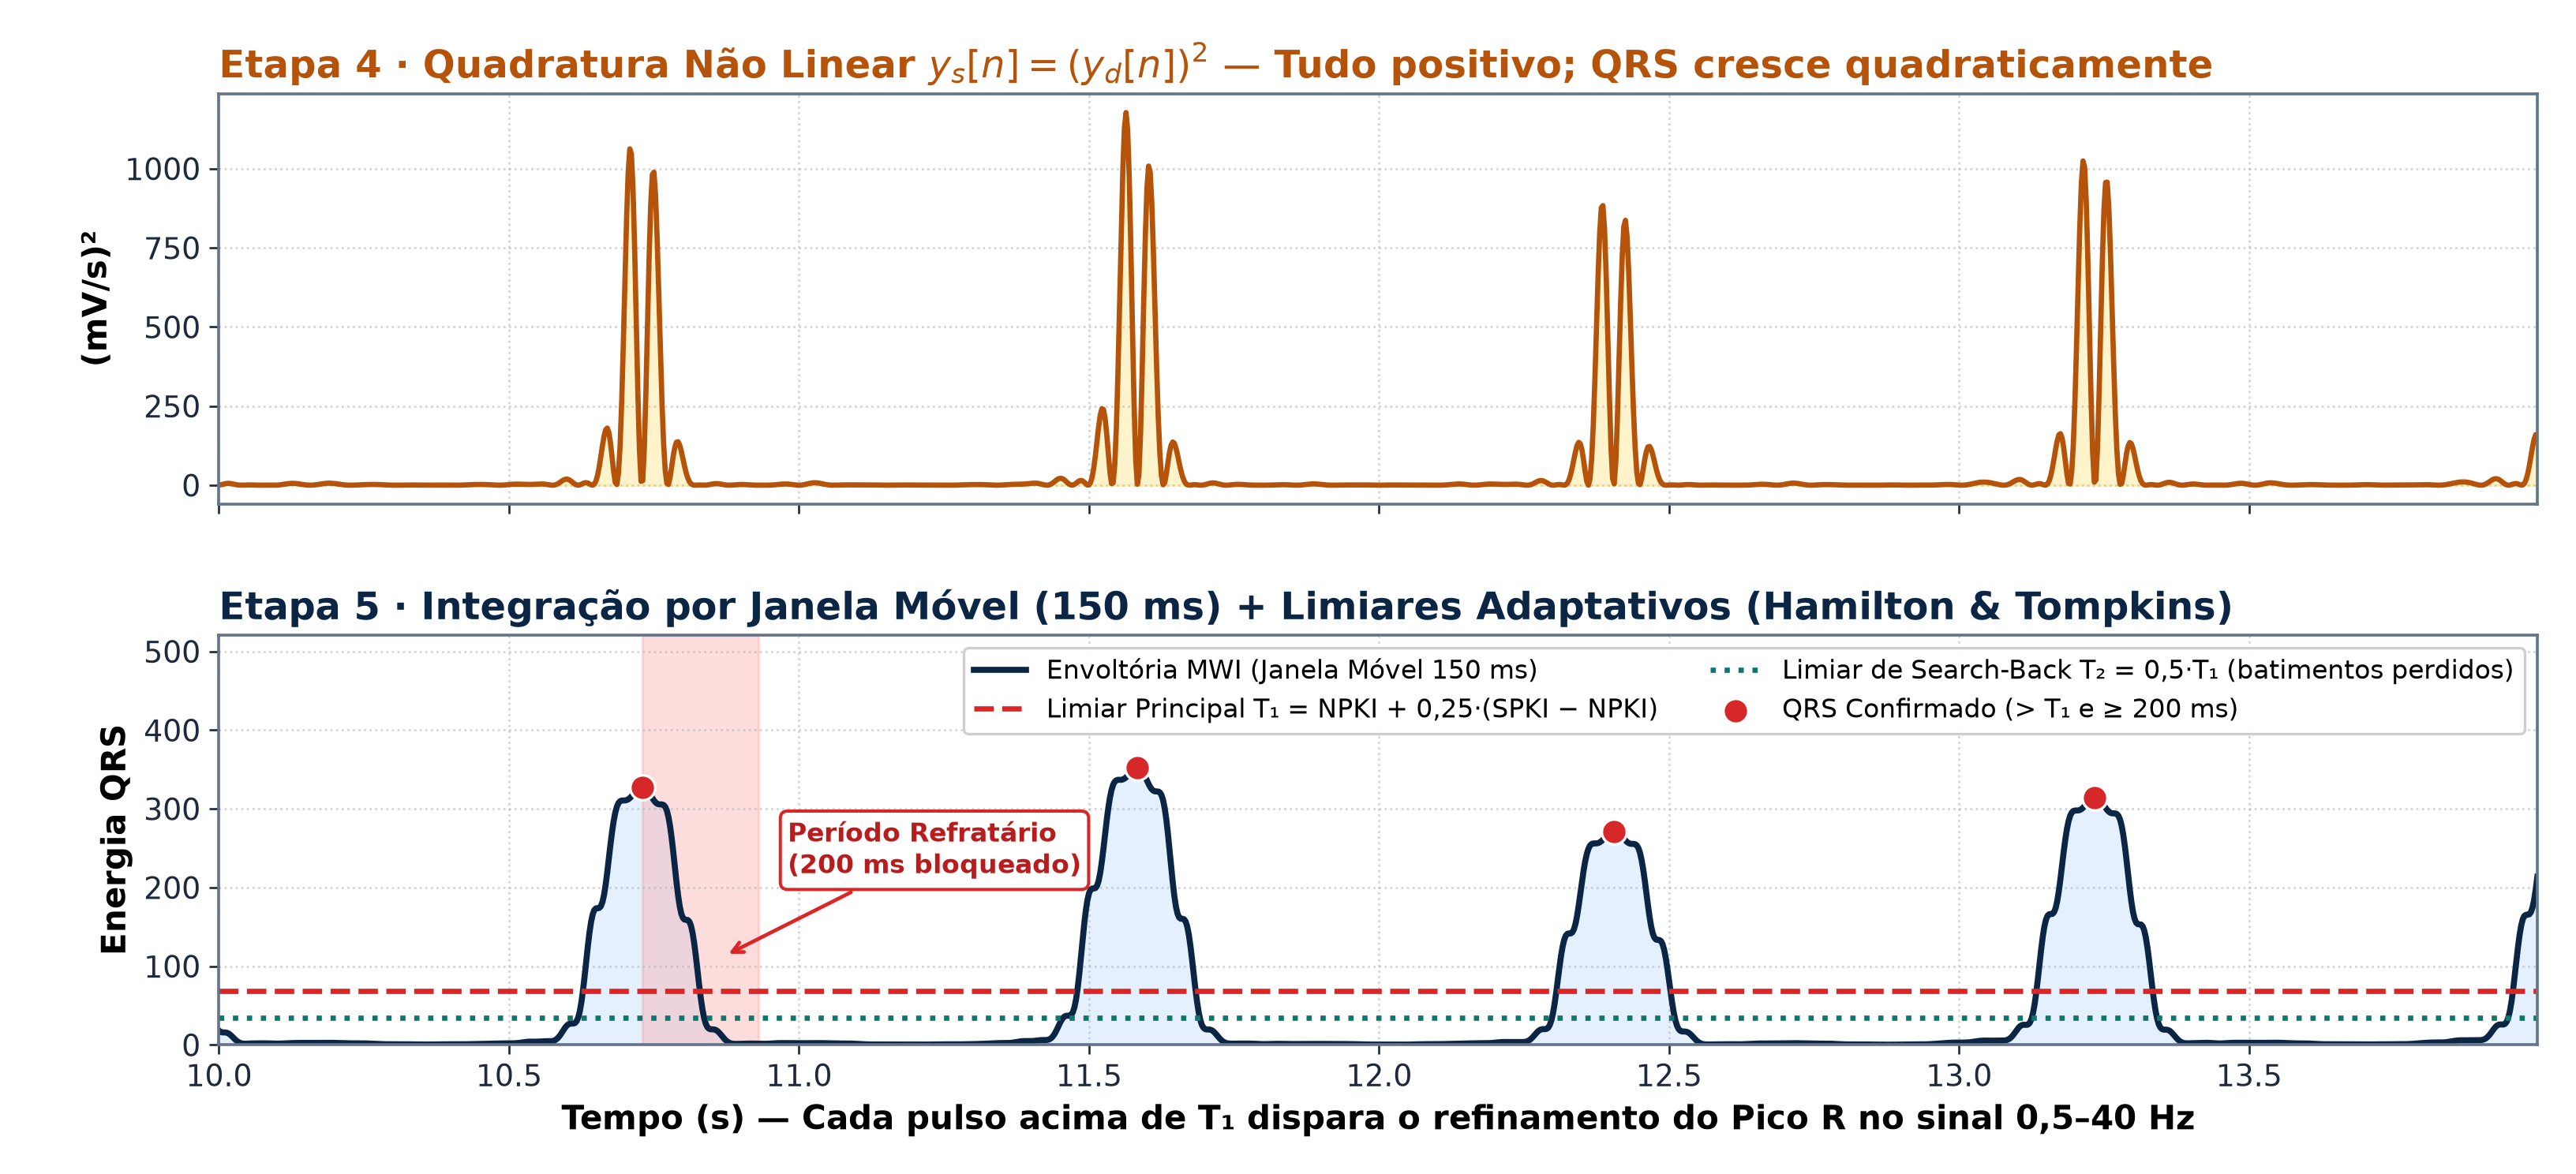 Etapa 4 · Quadratura Não Linear yₛ[n] = (y_d[n])² — Tudo positivo; QRS cresce quadraticamente
1000
750
500
250
0
(mV/s)²
Etapa 5 · Integração por Janela Móvel (150 ms) + Limiares Adaptativos (Hamilton & Tompkins)
500
400
300
200
100
0
Energia QRS
Envoltória MWI (Janela Móvel 150 ms)
Limiar Principal T₁ = NPKI + 0,25·(SPKI − NPKI)
Limiar de Search-Back T₂ = 0,5·T₁ (batimentos perdidos)
QRS Confirmado (> T₁ e ≥ 200 ms)
Período Refratário
(200 ms bloqueado)
10.0 10.5 11.0 11.5 12.0 12.5 13.0 13.5
Tempo (s) — Cada pulso acima de T₁ dispara o refinamento do Pico R no sinal 0,5–40 Hz